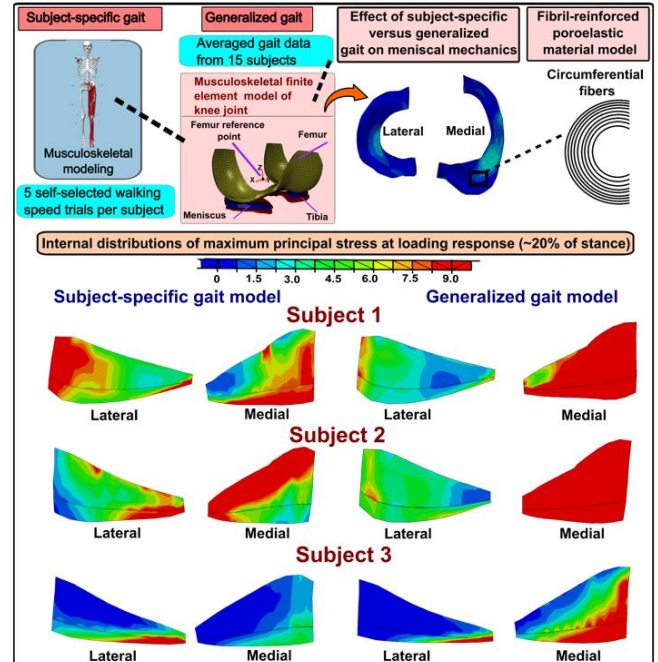 Subject-specific gait
Generalized gait
Effect of subject-specific
versus generalized
gait on meniscal mechanics
Fibril-reinforced
poroelastic
material model
Averaged gait data
from 15 subjects
Musculoskeletal finite
element model of
knee joint
Femur reference
point
Femur
Z
X
Meniscus
Tibia
Musculoskeletal
modeling
5 self-selected walking
speed trials per subject
Lateral
Medial
Circumferential
fibers
Internal distributions of maximum principal stress at loading response (~20% of stance)
0 1.5 3.0 4.5 6.0 7.5 9.0
Subject-specific gait model
Generalized gait model
Subject 1
Lateral
Medial
Lateral
Medial
Subject 2
Lateral
Medial
Lateral
Medial
Subject 3
Lateral
Medial
Lateral
Medial